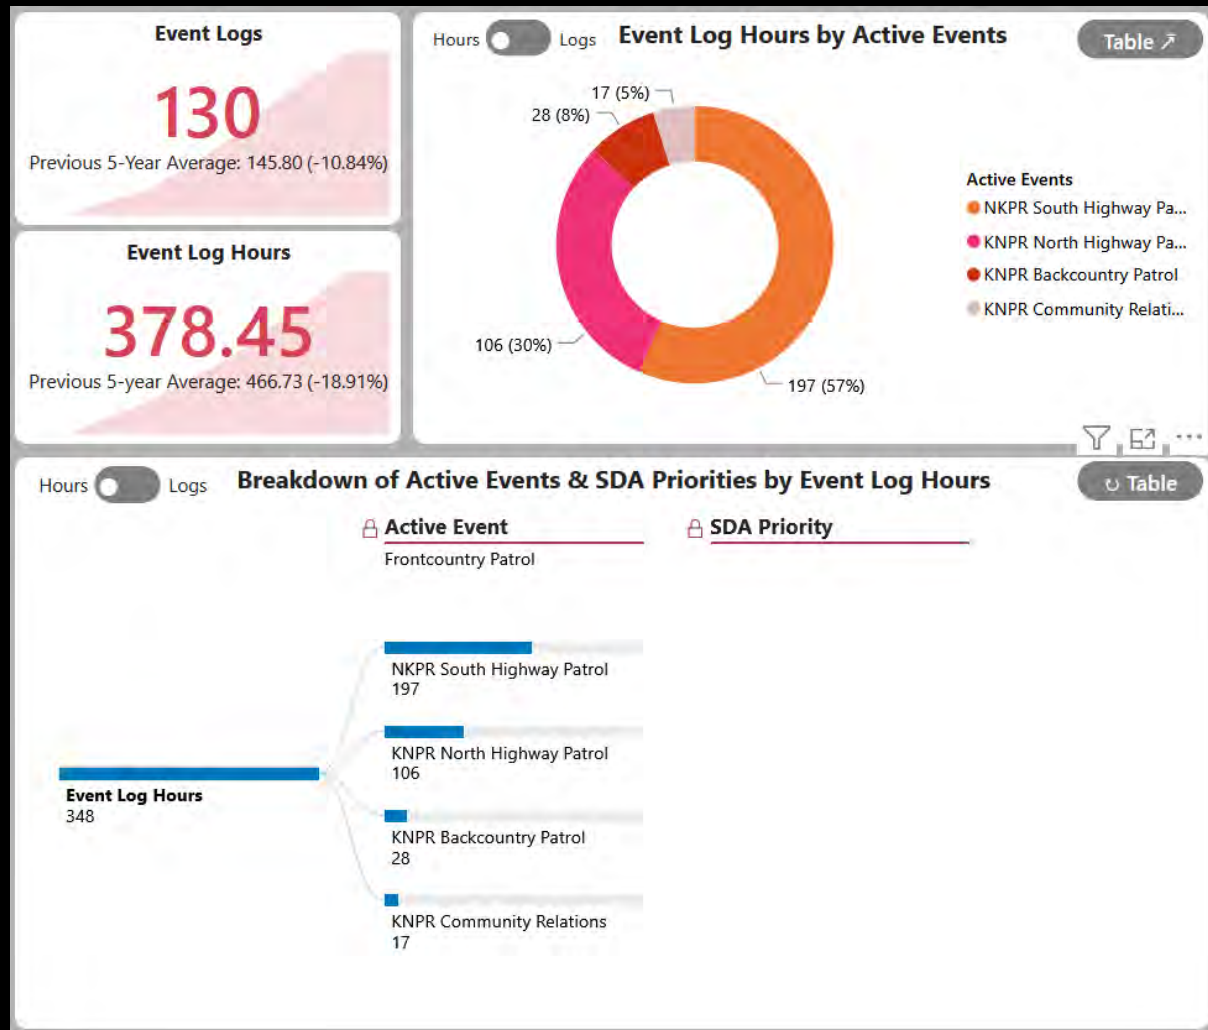 Event Logs
130
Previous 5-Year Average: 145.80 (-10.84%)
Event Log Hours
378.45
Previous 5-year Average: 466.73 (-18.91%)
Hours Logs Event Log Hours by Active Events Table
17 (5%)
28 (8%)
106 (30%)
197 (57%)
Active Events
NKPR South Highway Pa...
KNPR North Highway Pa...
KNPR Backcountry Patrol
KNPR Community Relati...
Hours Logs Breakdown of Active Events & SDA Priorities by Event Log Hours Table
Active Event
Frontcountry Patrol
SDA Priority
Event Log Hours
348
NKPR South Highway Patrol
197
KNPR North Highway Patrol
106
KNPR Backcountry Patrol
28
KNPR Community Relations
17